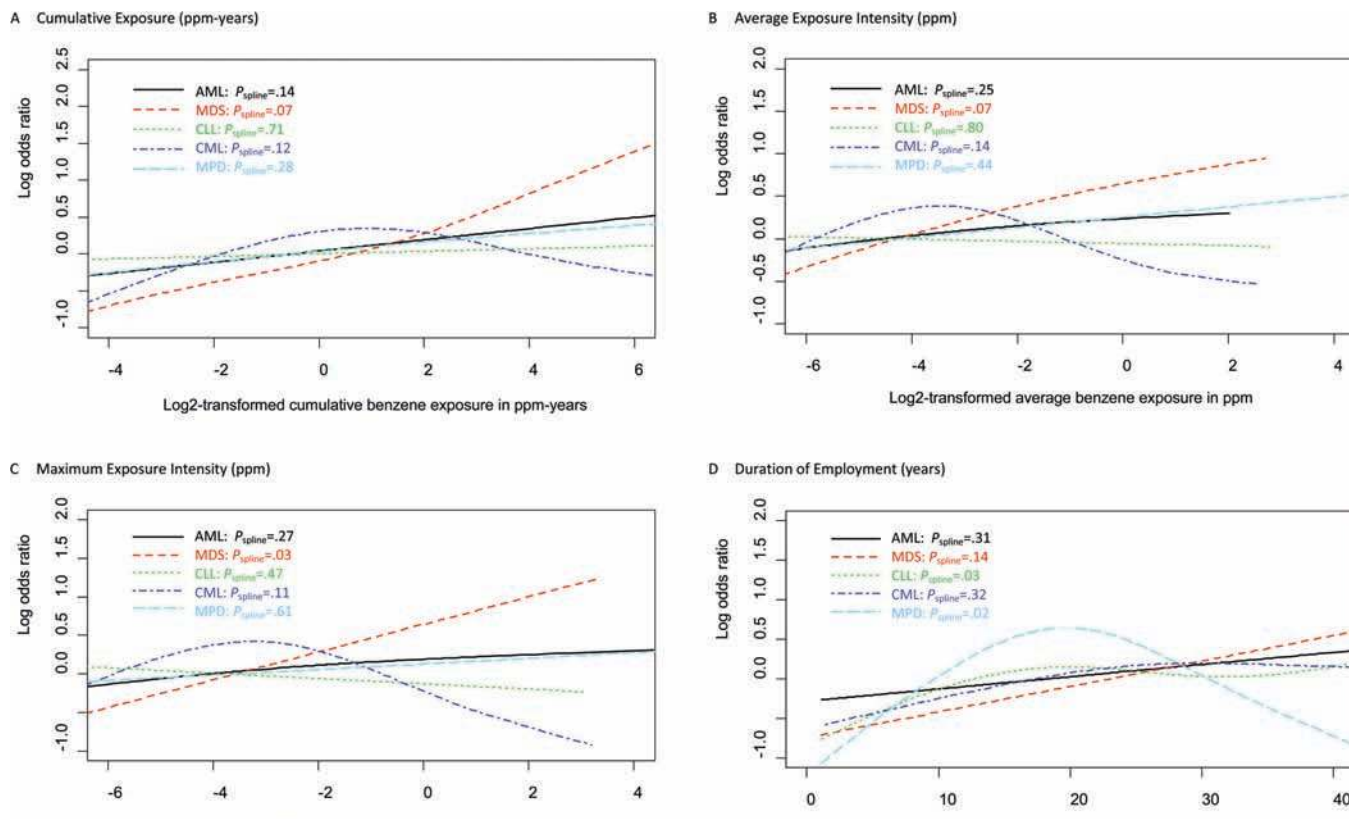 A Cumulative Exposure (ppm-years)
Log odds ratio
2.5
2.0
1.5
1.0
0.5
0.0
-1.0
AML: Pspline=.14
MDS: Pspline=.07
CLL: Pspline=.71
CML: Pspline=.12
MPD: Pspline=.28
-4 -2 0 2 4 6
Log2-transformed cumulative benzene exposure in ppm-years
B Average Exposure Intensity (ppm)
Log odds ratio
2.0
1.5
1.0
0.5
0.0
-0.5
-1.0
AML: Pspline=.25
MDS: Pspline=.07
CLL: Pspline=.80
CML: Pspline=.14
MPD: Pspline=.44
-6 -4 -2 0 2 4
Log2-transformed average benzene exposure in ppm
C Maximum Exposure Intensity (ppm)
Log odds ratio
2.0
1.5
1.0
0.5
0.0
-1.0
AML: Pspline=.27
MDS: Pspline=.03
CLL: Pspline=.47
CML: Pspline=.11
MPD: Pspline=.61
-6 -4 -2 0 2 4
D Duration of Employment (years)
Log odds ratio
2.0
1.5
1.0
0.5
0.0
-1.0
AML: Pspline=.31
MDS: Pspline=.14
CLL: Pspline=.03
CML: Pspline=.32
MPD: Pspline=.02
0 10 20 30 40